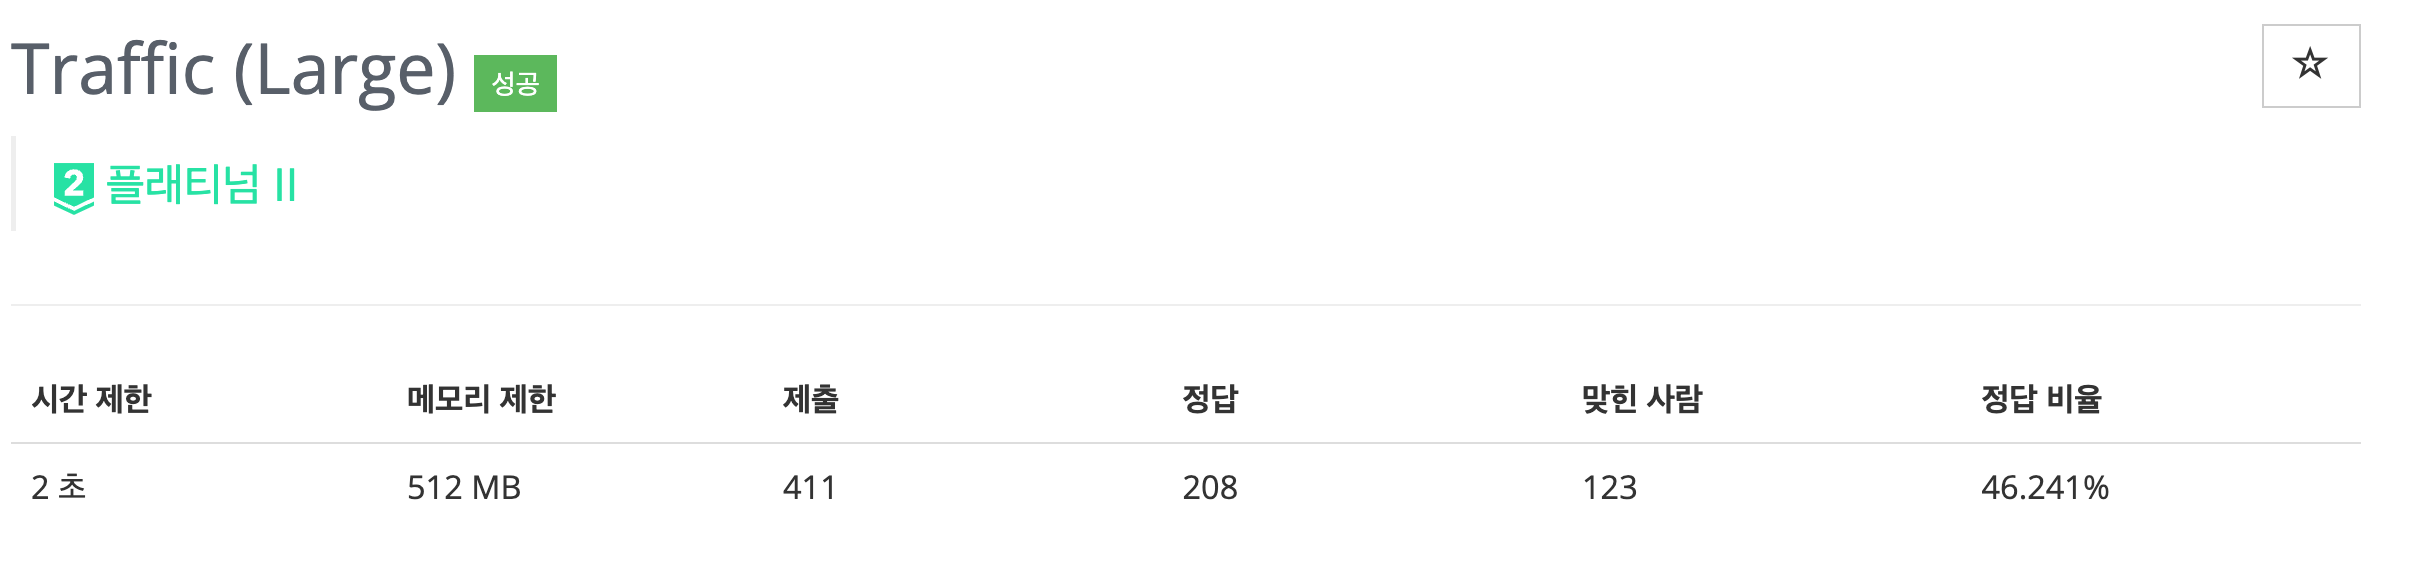 Traffic (Large) 성공
☆
2 플래티넘 II
시간 제한 메모리 제한 제출 정답 맞힌 사람 정답 비율
2 초 512 MB 411 208 123 46.241%